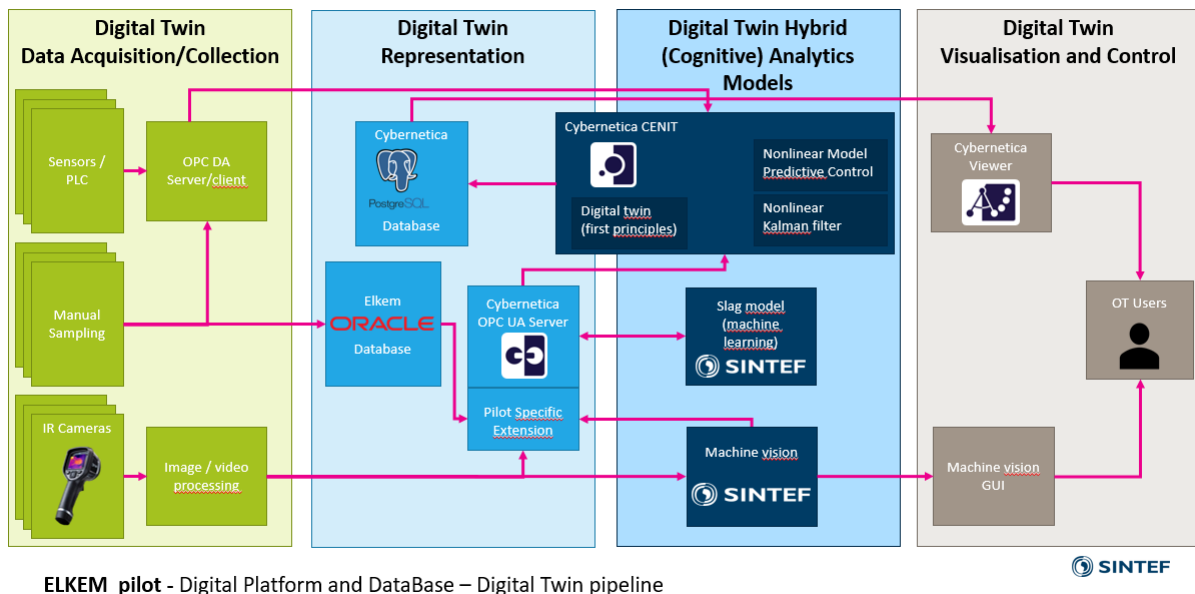 Digital Twin
Data Acquisition/Collection
Digital Twin
Representation
Digital Twin Hybrid
(Cognitive) Analytics
Models
Digital Twin
Visualisation and Control
Sensors /
PLC
OPC DA
Server/client
Manual
Sampling
IR Cameras
Image / video
processing
Cybernetica
PostgreSQL
Database
Elkem
ORACLE
Database
Cybernetica
OPC UA Server
Pilot Specific
Extension
Cybernetica CENIT
Digital twin
(first principles)
Nonlinear Model
Predictive Control
Nonlinear
Kalman filter
Slag model
(machine
learning)
SINTEF
Machine vision
SINTEF
Cybernetica
Viewer
OT Users
Machine vision
GUI
SINTEF
ELKEM pilot - Digital Platform and DataBase – Digital Twin pipeline